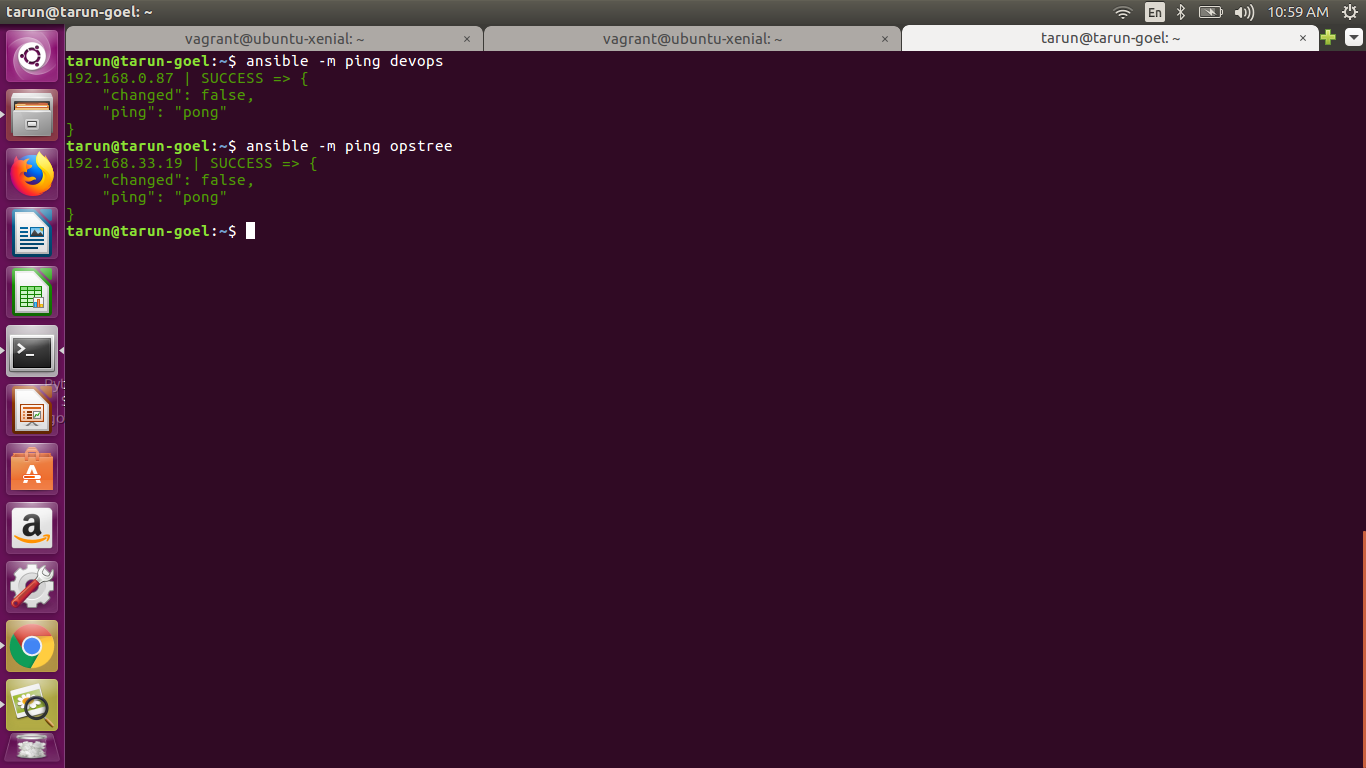 tarun@tarun-goel: ~
En
10:59 AM
vagrant@ubuntu-xenial: ~ ×
vagrant@ubuntu-xenial: ~ ×
tarun@tarun-goel: ~ ×
tarun@tarun-goel:~$ ansible -m ping devops
192.168.0.87 | SUCCESS => {
    "changed": false,
    "ping": "pong"
}
tarun@tarun-goel:~$ ansible -m ping opstree
192.168.33.19 | SUCCESS => {
    "changed": false,
    "ping": "pong"
}
tarun@tarun-goel:~$